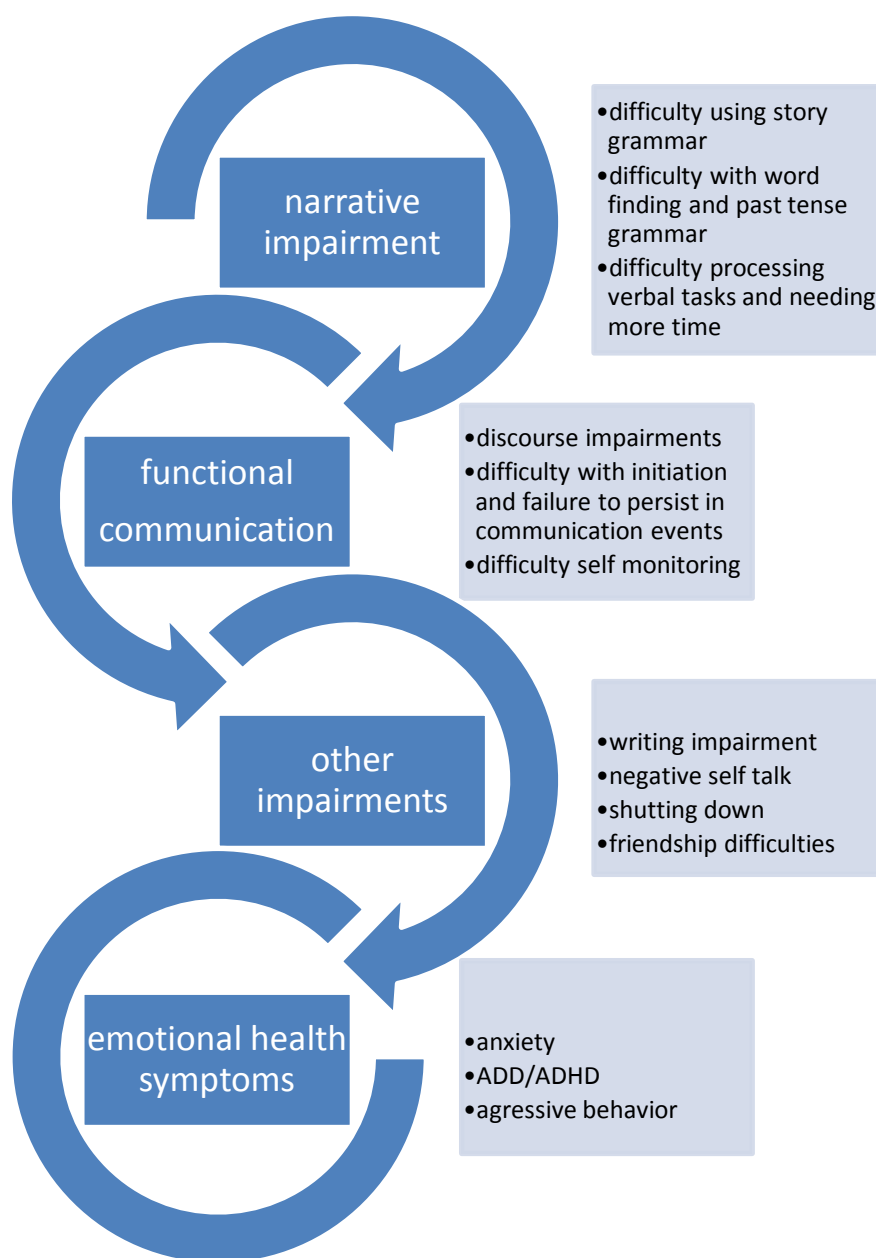 narrative
impairment
•difficulty using story
grammar
•difficulty with word
finding and past tense
grammar
•difficulty processing
verbal tasks and needing
more time
functional
communication
•discourse impairments
•difficulty with initiation
and failure to persist in
communication events
•difficulty self monitoring
other
impairments
•writing impairment
•negative self talk
•shutting down
•friendship difficulties
emotional health
symptoms
•anxiety
•ADD/ADHD
•agressive behavior